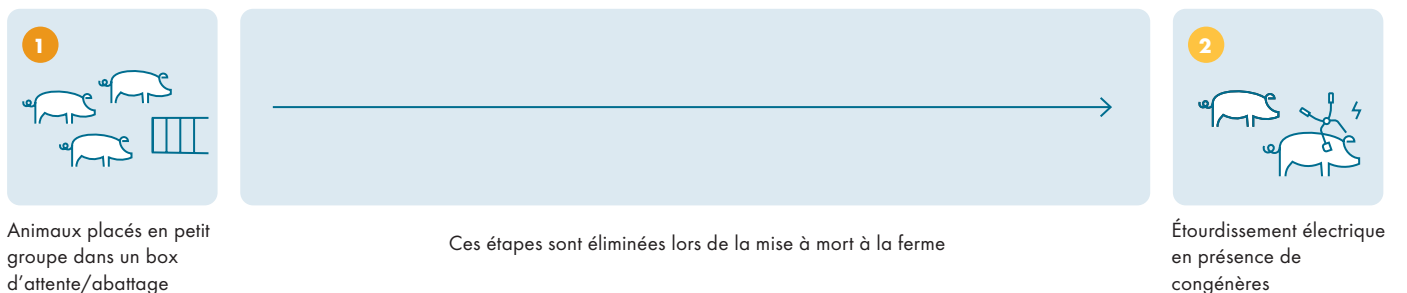 1
2
Animaux placés en petit
groupe dans un box
d’attente/abattage
Ces étapes sont éliminées lors de la mise à mort à la ferme
Étourdissement électrique
en présence de
congénères